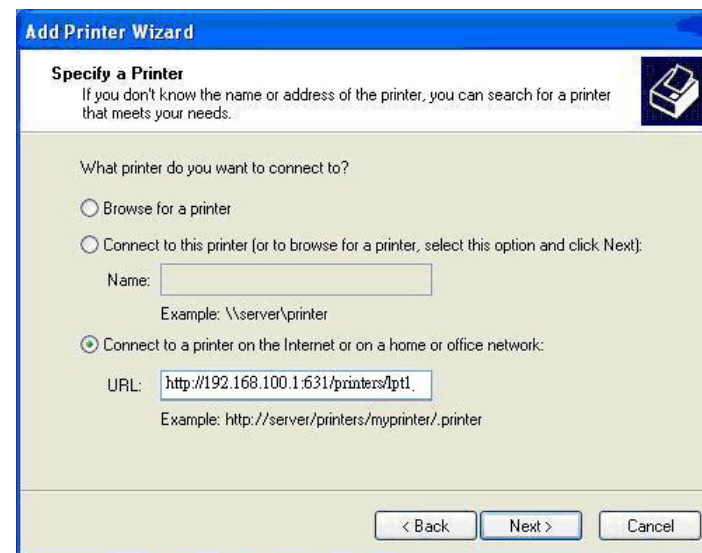 Add Printer Wizard
Specify a Printer
If you don't know the name or address of the printer, you can search for a printer
that meets your needs.
What printer do you want to connect to?
Browse for a printer
Connect to this printer (or to browse for a printer, select this option and click Next):
Name:
Example: \\server\printer
Connect to a printer on the Internet or on a home or office network:
URL: http://192.168.100.1:631/printers/lpt1
Example: http://server/printers/myprinter/.printer
< Back Next > Cancel